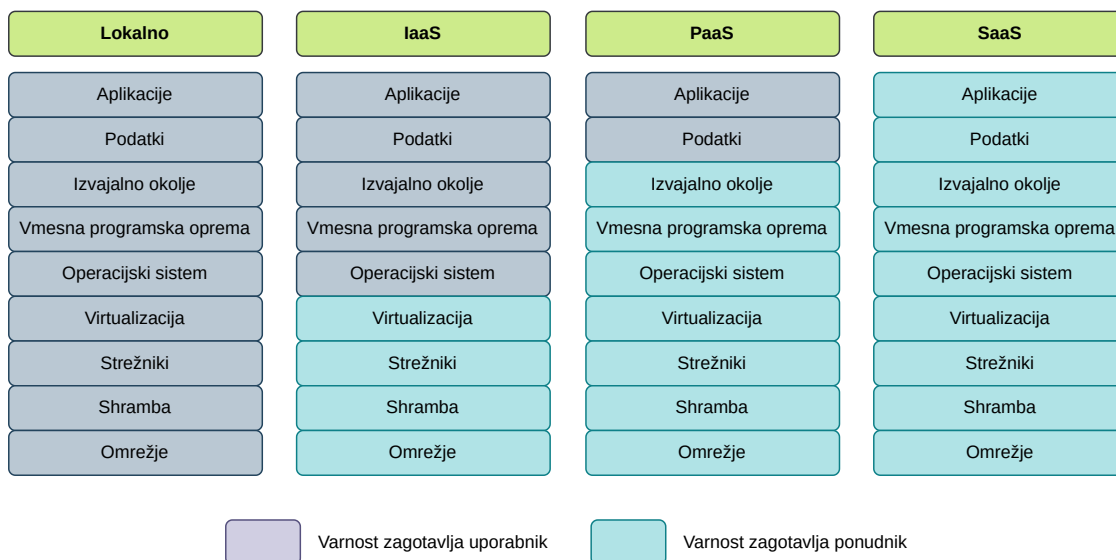 Lokalno
IaaS
PaaS
SaaS
Aplikacije
Aplikacije
Aplikacije
Aplikacije
Podatki
Podatki
Podatki
Podatki
Izvajalno okolje
Izvajalno okolje
Izvajalno okolje
Izvajalno okolje
Vmesna programska oprema
Vmesna programska oprema
Vmesna programska oprema
Vmesna programska oprema
Operacijski sistem
Operacijski sistem
Operacijski sistem
Operacijski sistem
Virtualizacija
Virtualizacija
Virtualizacija
Virtualizacija
Strežniki
Strežniki
Strežniki
Strežniki
Shramba
Shramba
Shramba
Shramba
Omrežje
Omrežje
Omrežje
Omrežje
Varnost zagotavlja uporabnik
Varnost zagotavlja ponudnik